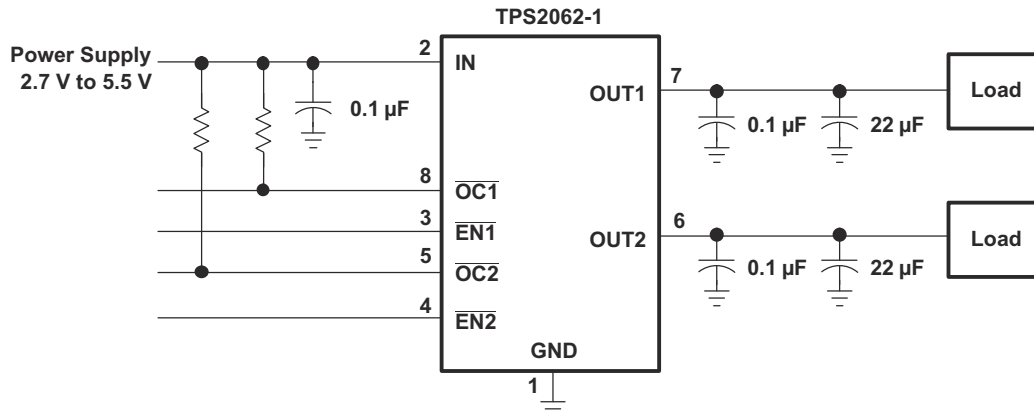 TPS2062-1
Power Supply
2.7 V to 5.5 V
2
IN
0.1 µF
8
OC1
3
EN1
5
OC2
4
EN2
GND
1
OUT1
7
0.1 µF
22 µF
Load
OUT2
6
0.1 µF
22 µF
Load